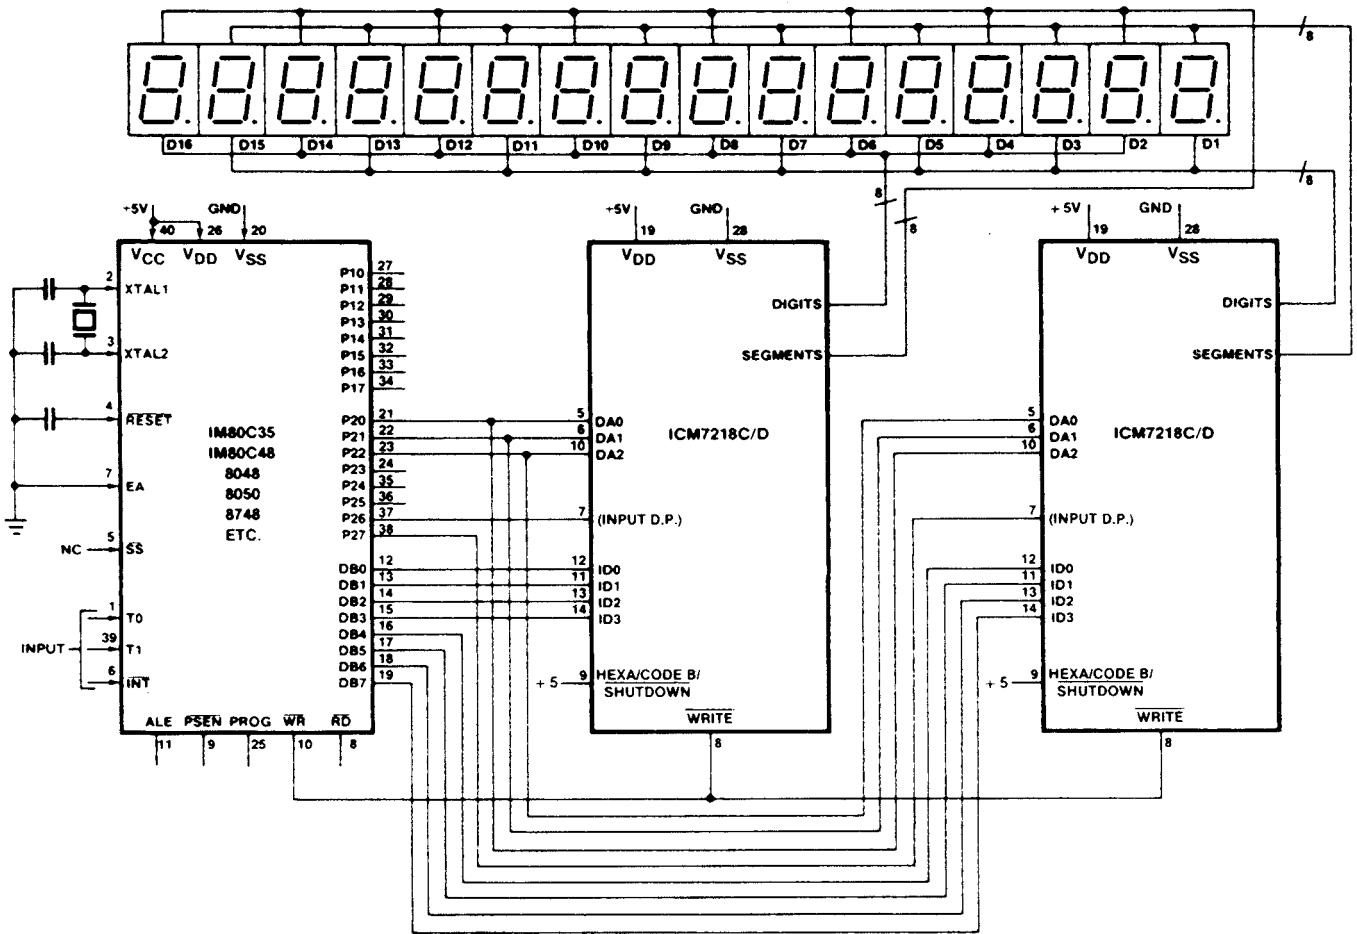 8
D16 D15 D14 D13 D12 D11 D10 D9 D8 D7 D6 D5 D4 D3 D2 D1
8
8
8
+5V GND
40 26 20
VCC VDD VSS
+5V GND
19 28
VDD VSS
+5V GND
19 28
VDD VSS
2 XTAL1
3 XTAL2
4 RESET
7 EA
NC 5 SS
INPUT
1 T0
39 T1
6 INT
IM80C35
IM80C48
8048
8050
8748
ETC.
P10 27
P11 28
P12 29
P13 30
P14 31
P15 32
P16 33
P17 34
P20 21
P21 22
P22 23
P23 24
P24 35
P25 36
P26 37
P27 38
DB0 12
DB1 13
DB2 14
DB3 15
DB4 16
DB5 17
DB6 18
DB7 19
ALE PSEN PROG WR RD
11 9 25 10 8
DIGITS
SEGMENTS
ICM7218C/D
5 DA0
6 DA1
10 DA2
7 (INPUT D.P.)
12 ID0
11 ID1
13 ID2
14 ID3
+ 5 9 HEXA/CODE B/
SHUTDOWN
WRITE
8
DIGITS
SEGMENTS
ICM7218C/D
5 DA0
6 DA1
10 DA2
7 (INPUT D.P.)
12 ID0
11 ID1
13 ID2
14 ID3
+ 5 9 HEXA/CODE B/
SHUTDOWN
WRITE
8